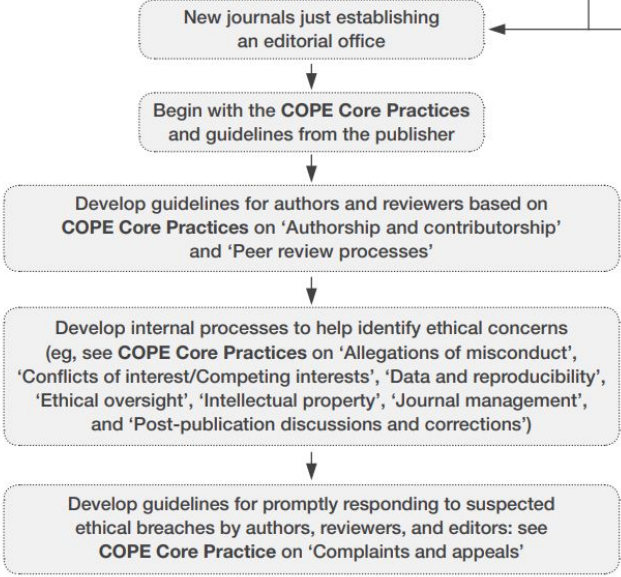 New journals just establishing
an editorial office
Begin with the COPE Core Practices
and guidelines from the publisher
Develop guidelines for authors and reviewers based on
COPE Core Practices on ‘Authorship and contributorship’
and ‘Peer review processes’
Develop internal processes to help identify ethical concerns
(eg, see COPE Core Practices on ‘Allegations of misconduct’,
‘Conflicts of interest/Competing interests’, ‘Data and reproducibility’,
‘Ethical oversight’, ‘Intellectual property’, ‘Journal management’,
and ‘Post-publication discussions and corrections’)
Develop guidelines for promptly responding to suspected
ethical breaches by authors, reviewers, and editors: see
COPE Core Practice on ‘Complaints and appeals’